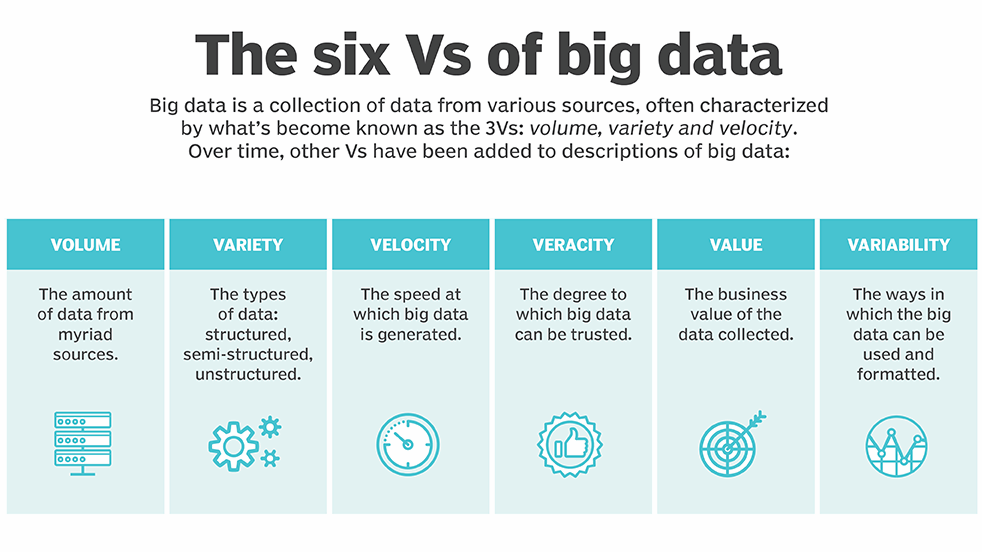 The six Vs of big data
Big data is a collection of data from various sources, often characterized
by what's become known as the 3Vs: volume, variety and velocity.
Over time, other Vs have been added to descriptions of big data:
VOLUME
The amount
of data from
myriad
sources.
VARIETY
The types
of data:
structured,
semi-structured,
unstructured.
VELOCITY
The speed at
which big data
is generated.
VERACITY
The degree to
which big data
can be trusted.
VALUE
The business
value of the
data collected.
VARIABILITY
The ways in
which the big
data can be
used and
formatted.